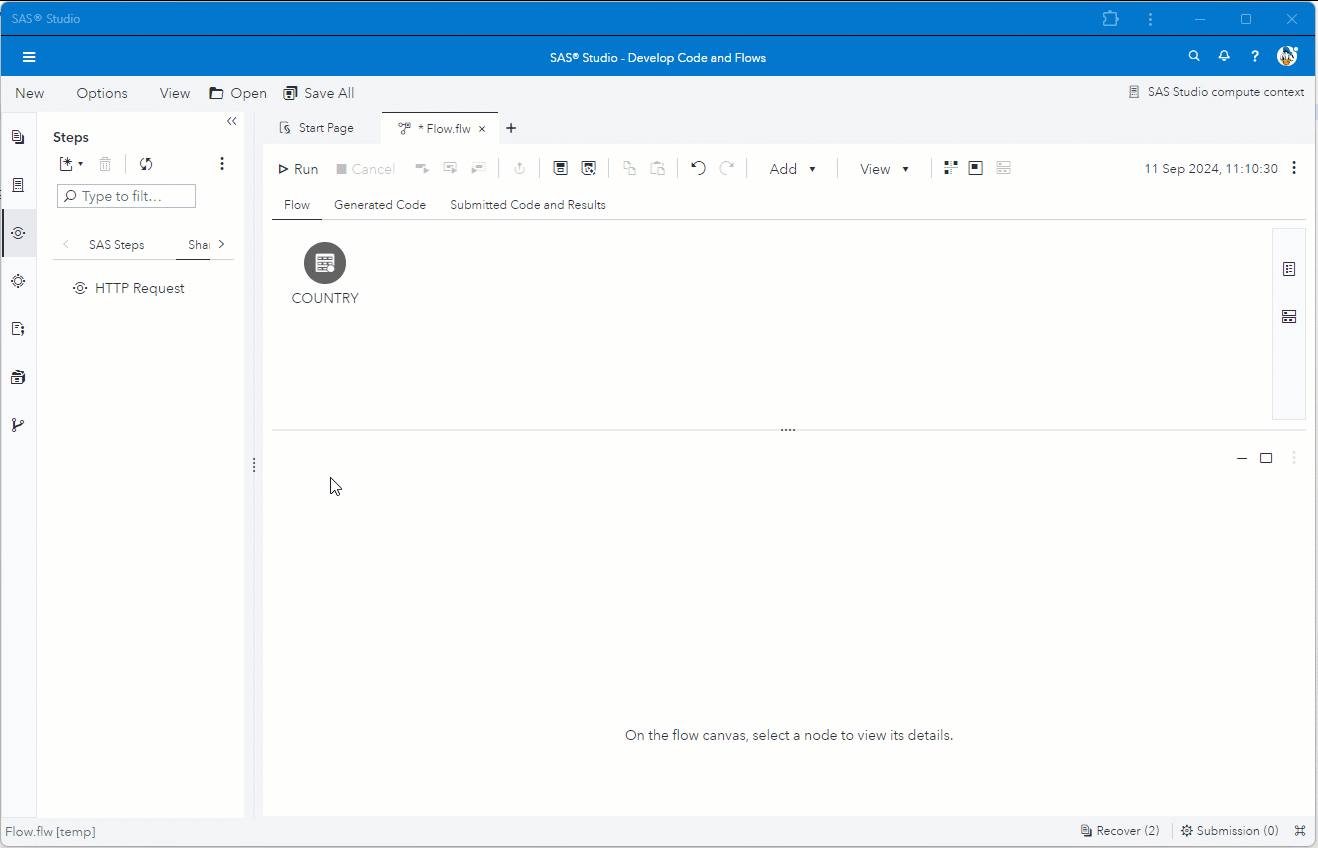 SAS® Studio
SAS® Studio - Develop Code and Flows
?
New Options View Open Save All
SAS Studio compute context
Steps
Type to filt...
SAS Steps Sha
HTTP Request
Start Page
* Flow.flw
Run Cancel Add View
11 Sep 2024, 11:10:30
Flow Generated Code Submitted Code and Results
COUNTRY
On the flow canvas, select a node to view its details.
Flow.flw [temp]
Recover (2) Submission (0)